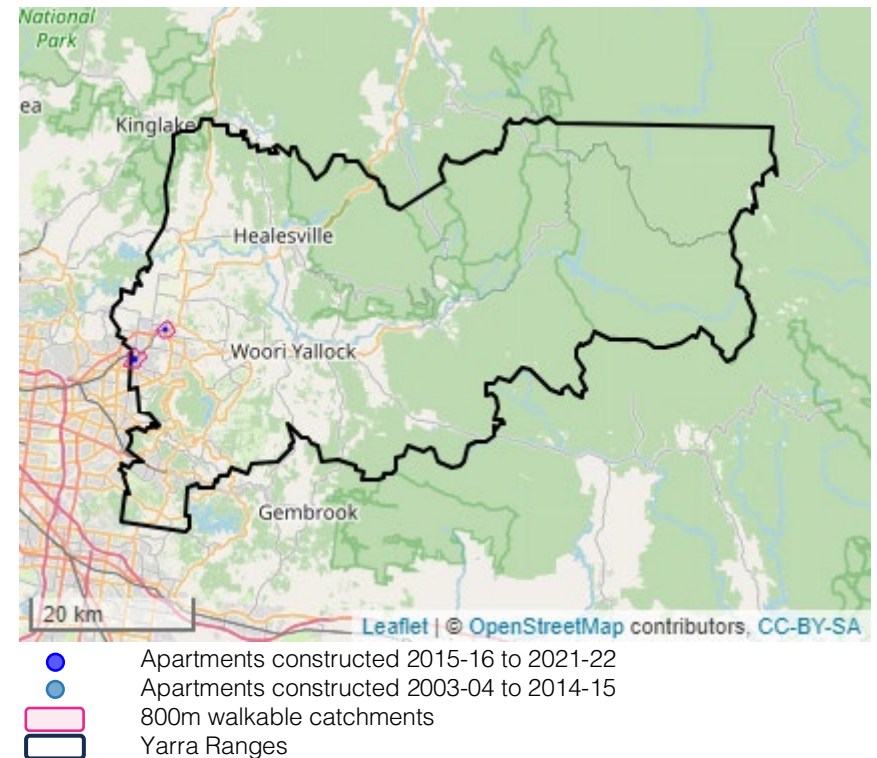 National
Park
ea
Kinglake
Healesville
Woori Yallock
Gembrook
20 km
Leaflet | © OpenStreetMap contributors, CC-BY-SA
Apartments constructed 2015-16 to 2021-22
Apartments constructed 2003-04 to 2014-15
800m walkable catchments
Yarra Ranges